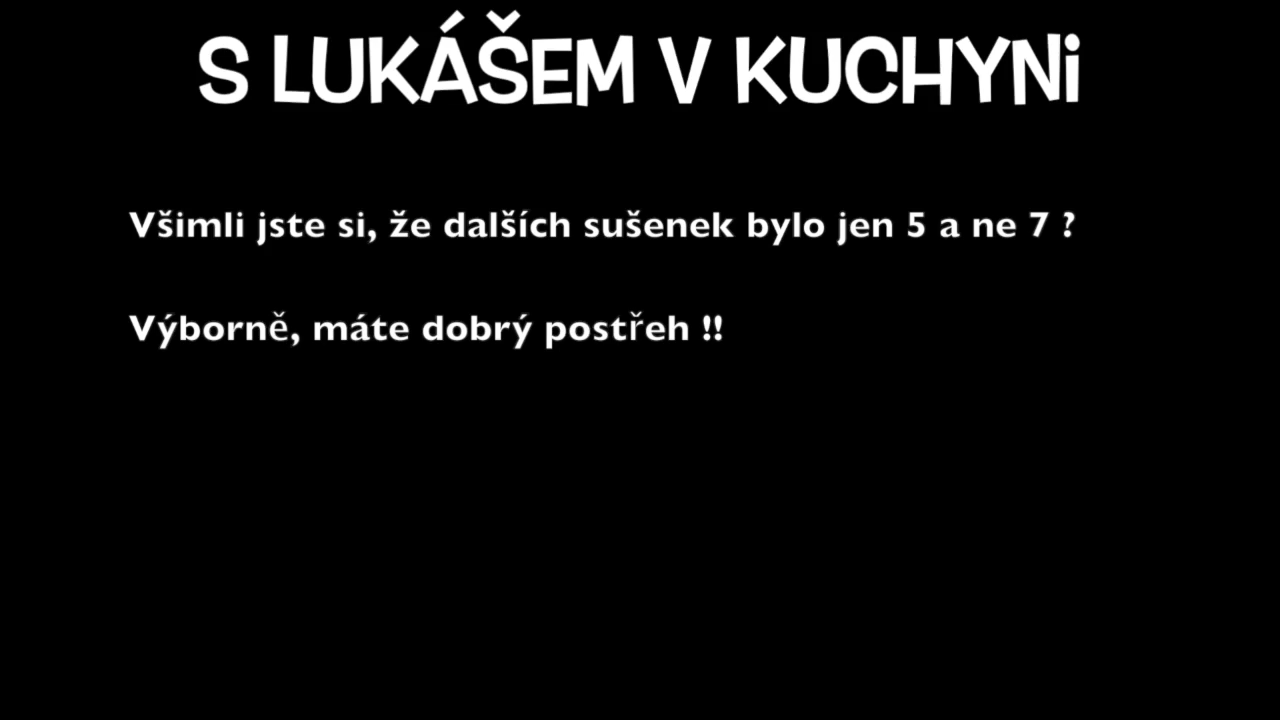 S LUKÁŠEM V KUCHYNi
Všimli jste si, že dalších sušenek bylo jen 5 a ne 7 ?
Výborně, máte dobrý postřeh !!